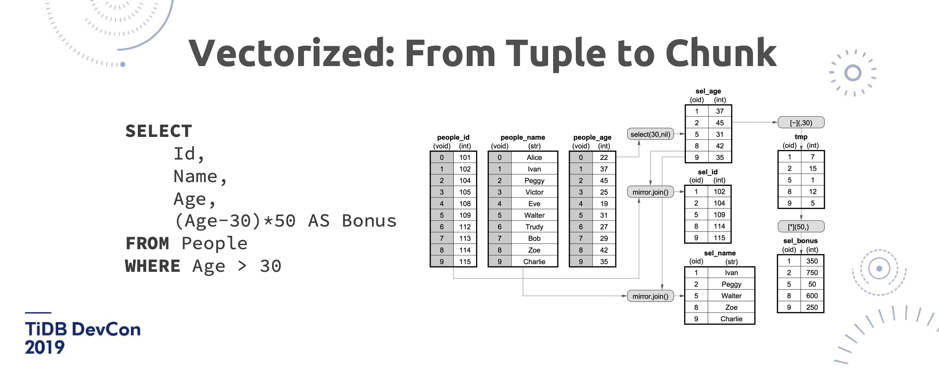 Vectorized: From Tuple to Chunk
SELECT
Id,
Name,
Age,
(Age-30)*50 AS Bonus
FROM People
WHERE Age > 30
people_id
(void) (int)
0 101
1 102
2 104
3 105
4 108
5 109
6 112
7 113
8 114
9 115
people_name
(void) (str)
0 Alice
1 Ivan
2 Peggy
3 Victor
4 Eve
5 Walter
6 Trudy
7 Bob
8 Zoe
9 Charlie
people_age
(void) (int)
0 22
1 37
2 45
3 25
4 19
5 31
6 27
7 29
8 42
9 35
select(30,nil)
mirror.join()
mirror.join()
sel_age
(oid) (int)
1 37
2 45
5 31
8 42
9 35
sel_id
(oid) (int)
1 102
2 104
5 109
8 114
9 115
sel_name
(oid) (str)
1 Ivan
2 Peggy
5 Walter
8 Zoe
9 Charlie
[−](,30)
tmp
(oid) (int)
1 7
2 15
5 1
8 12
9 5
[*](50,)
sel_bonus
(oid) (int)
1 350
2 750
5 50
8 600
9 250
TiDB DevCon
2019